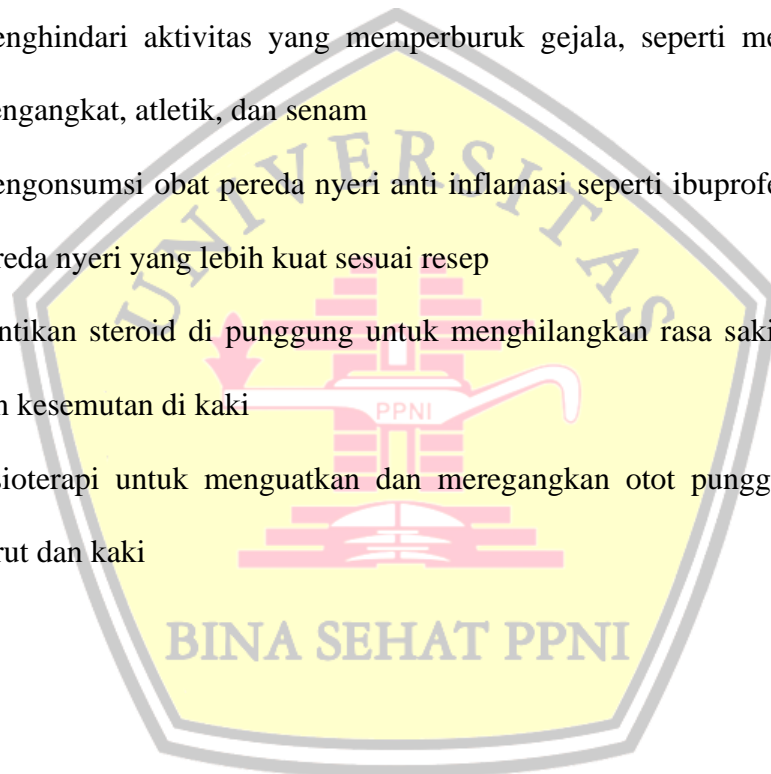 enghindari aktivitas yang memperburuk gejala, seperti me
engangkat, atletik, dan senam
engonsumsi obat pereda nyeri anti inflamasi seperti ibuprofe
reda nyeri yang lebih kuat sesuai resep
ntikan steroid di punggung untuk menghilangkan rasa saki
n kesemutan di kaki
sioterapi untuk menguatkan dan meregangkan otot pungg
rut dan kaki
UNIVERSITAS
PPNI
BINA SEHAT PPNI